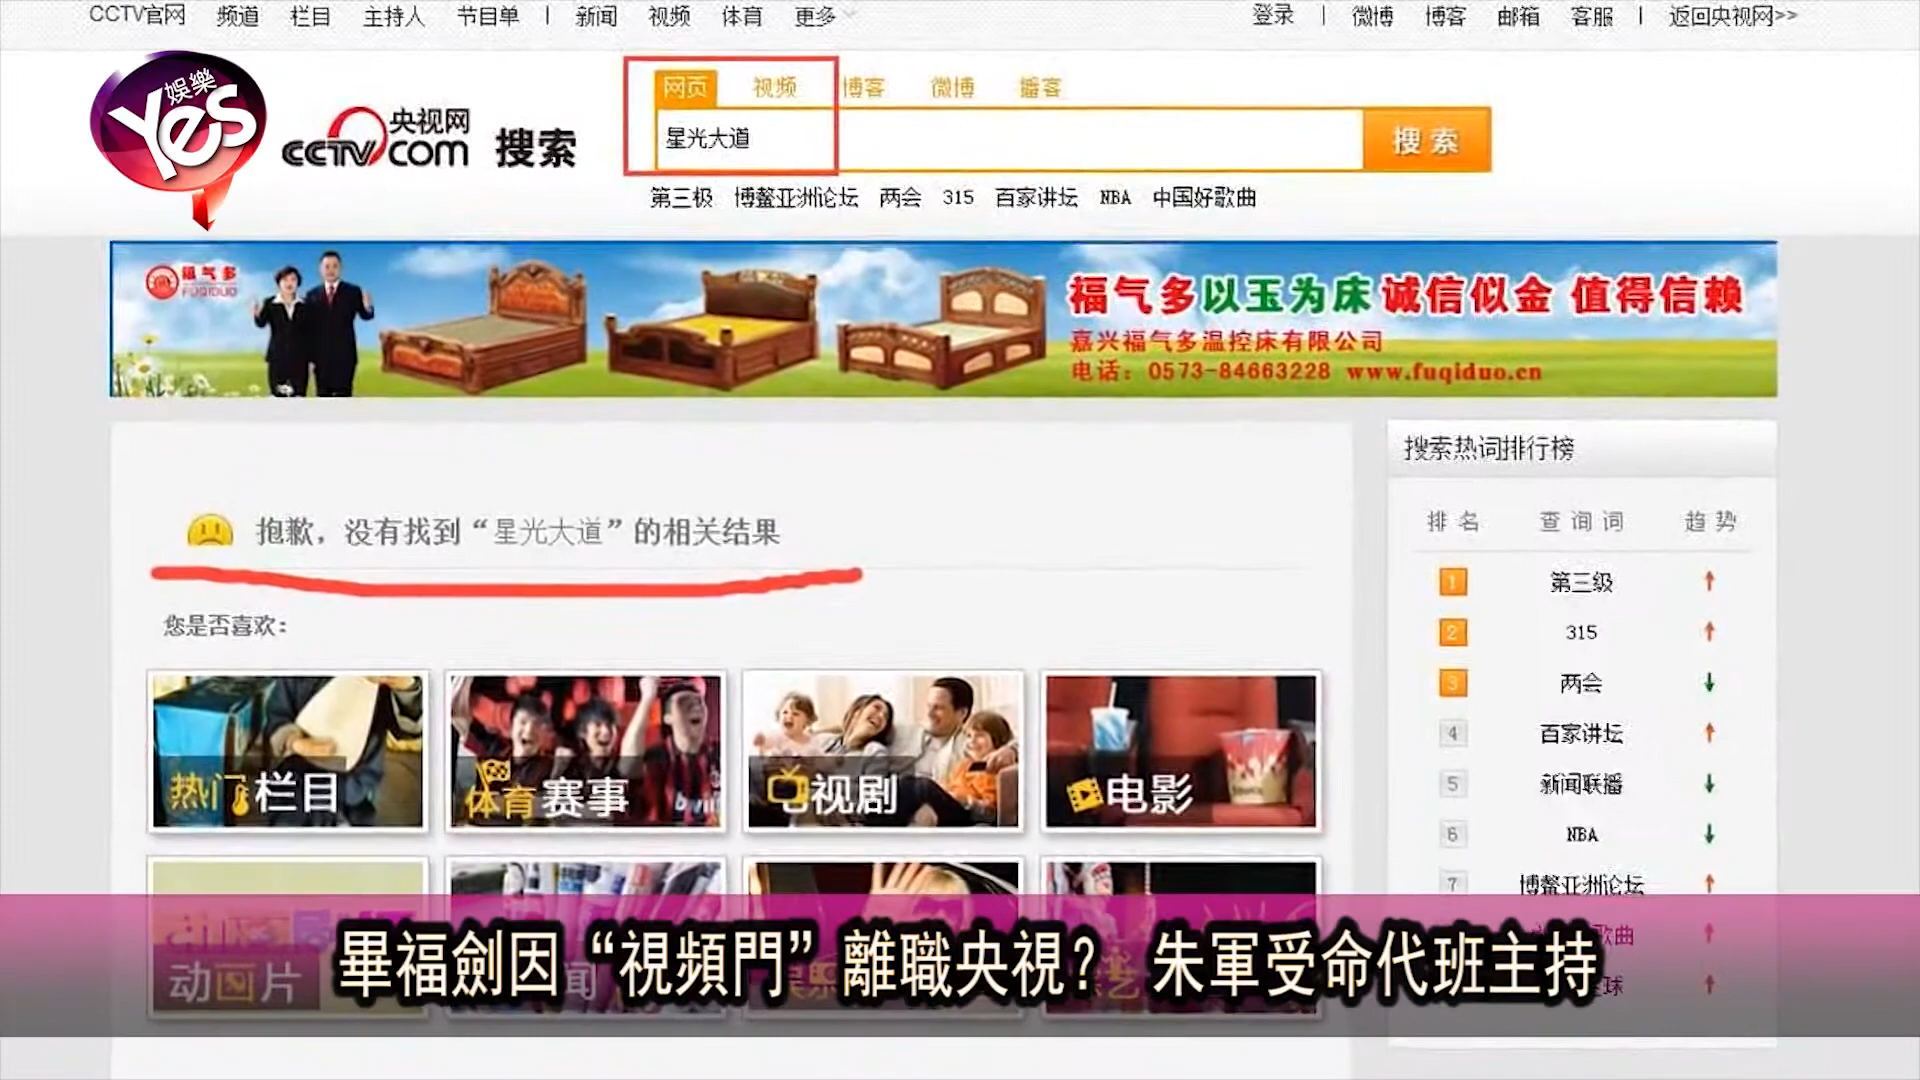 CCTV官网 频道 栏目 主持人 节目单 | 新闻 视频 体育 更多
登录 | 微博 博客 邮箱 客服 | 返回央视网>>
Yes 娛樂
央视网
CCTV.com 搜索
网页 视频 博客 微博 播客
星光大道
搜索
第三极 博鳌亚洲论坛 两会 315 百家讲坛 NBA 中国好歌曲
福气多
FUQIDUO
福气多以玉为床 诚信似金 值得信赖
嘉兴福气多温控床有限公司
电话：0573-84663228 www.fuqiduo.cn
抱歉，没有找到“星光大道”的相关结果
您是否喜欢：
热门栏目
体育赛事
电视剧
电影
动画片
闻
娱乐
综艺
搜索热词排行榜
排名 查询词 趋势
1 第三级
2 315
3 两会
4 百家讲坛
5 新闻联播
6 NBA
7 博鳌亚洲论坛
歌曲
球
畢福劍因“視頻門”離職央視？ 朱軍受命代班主持